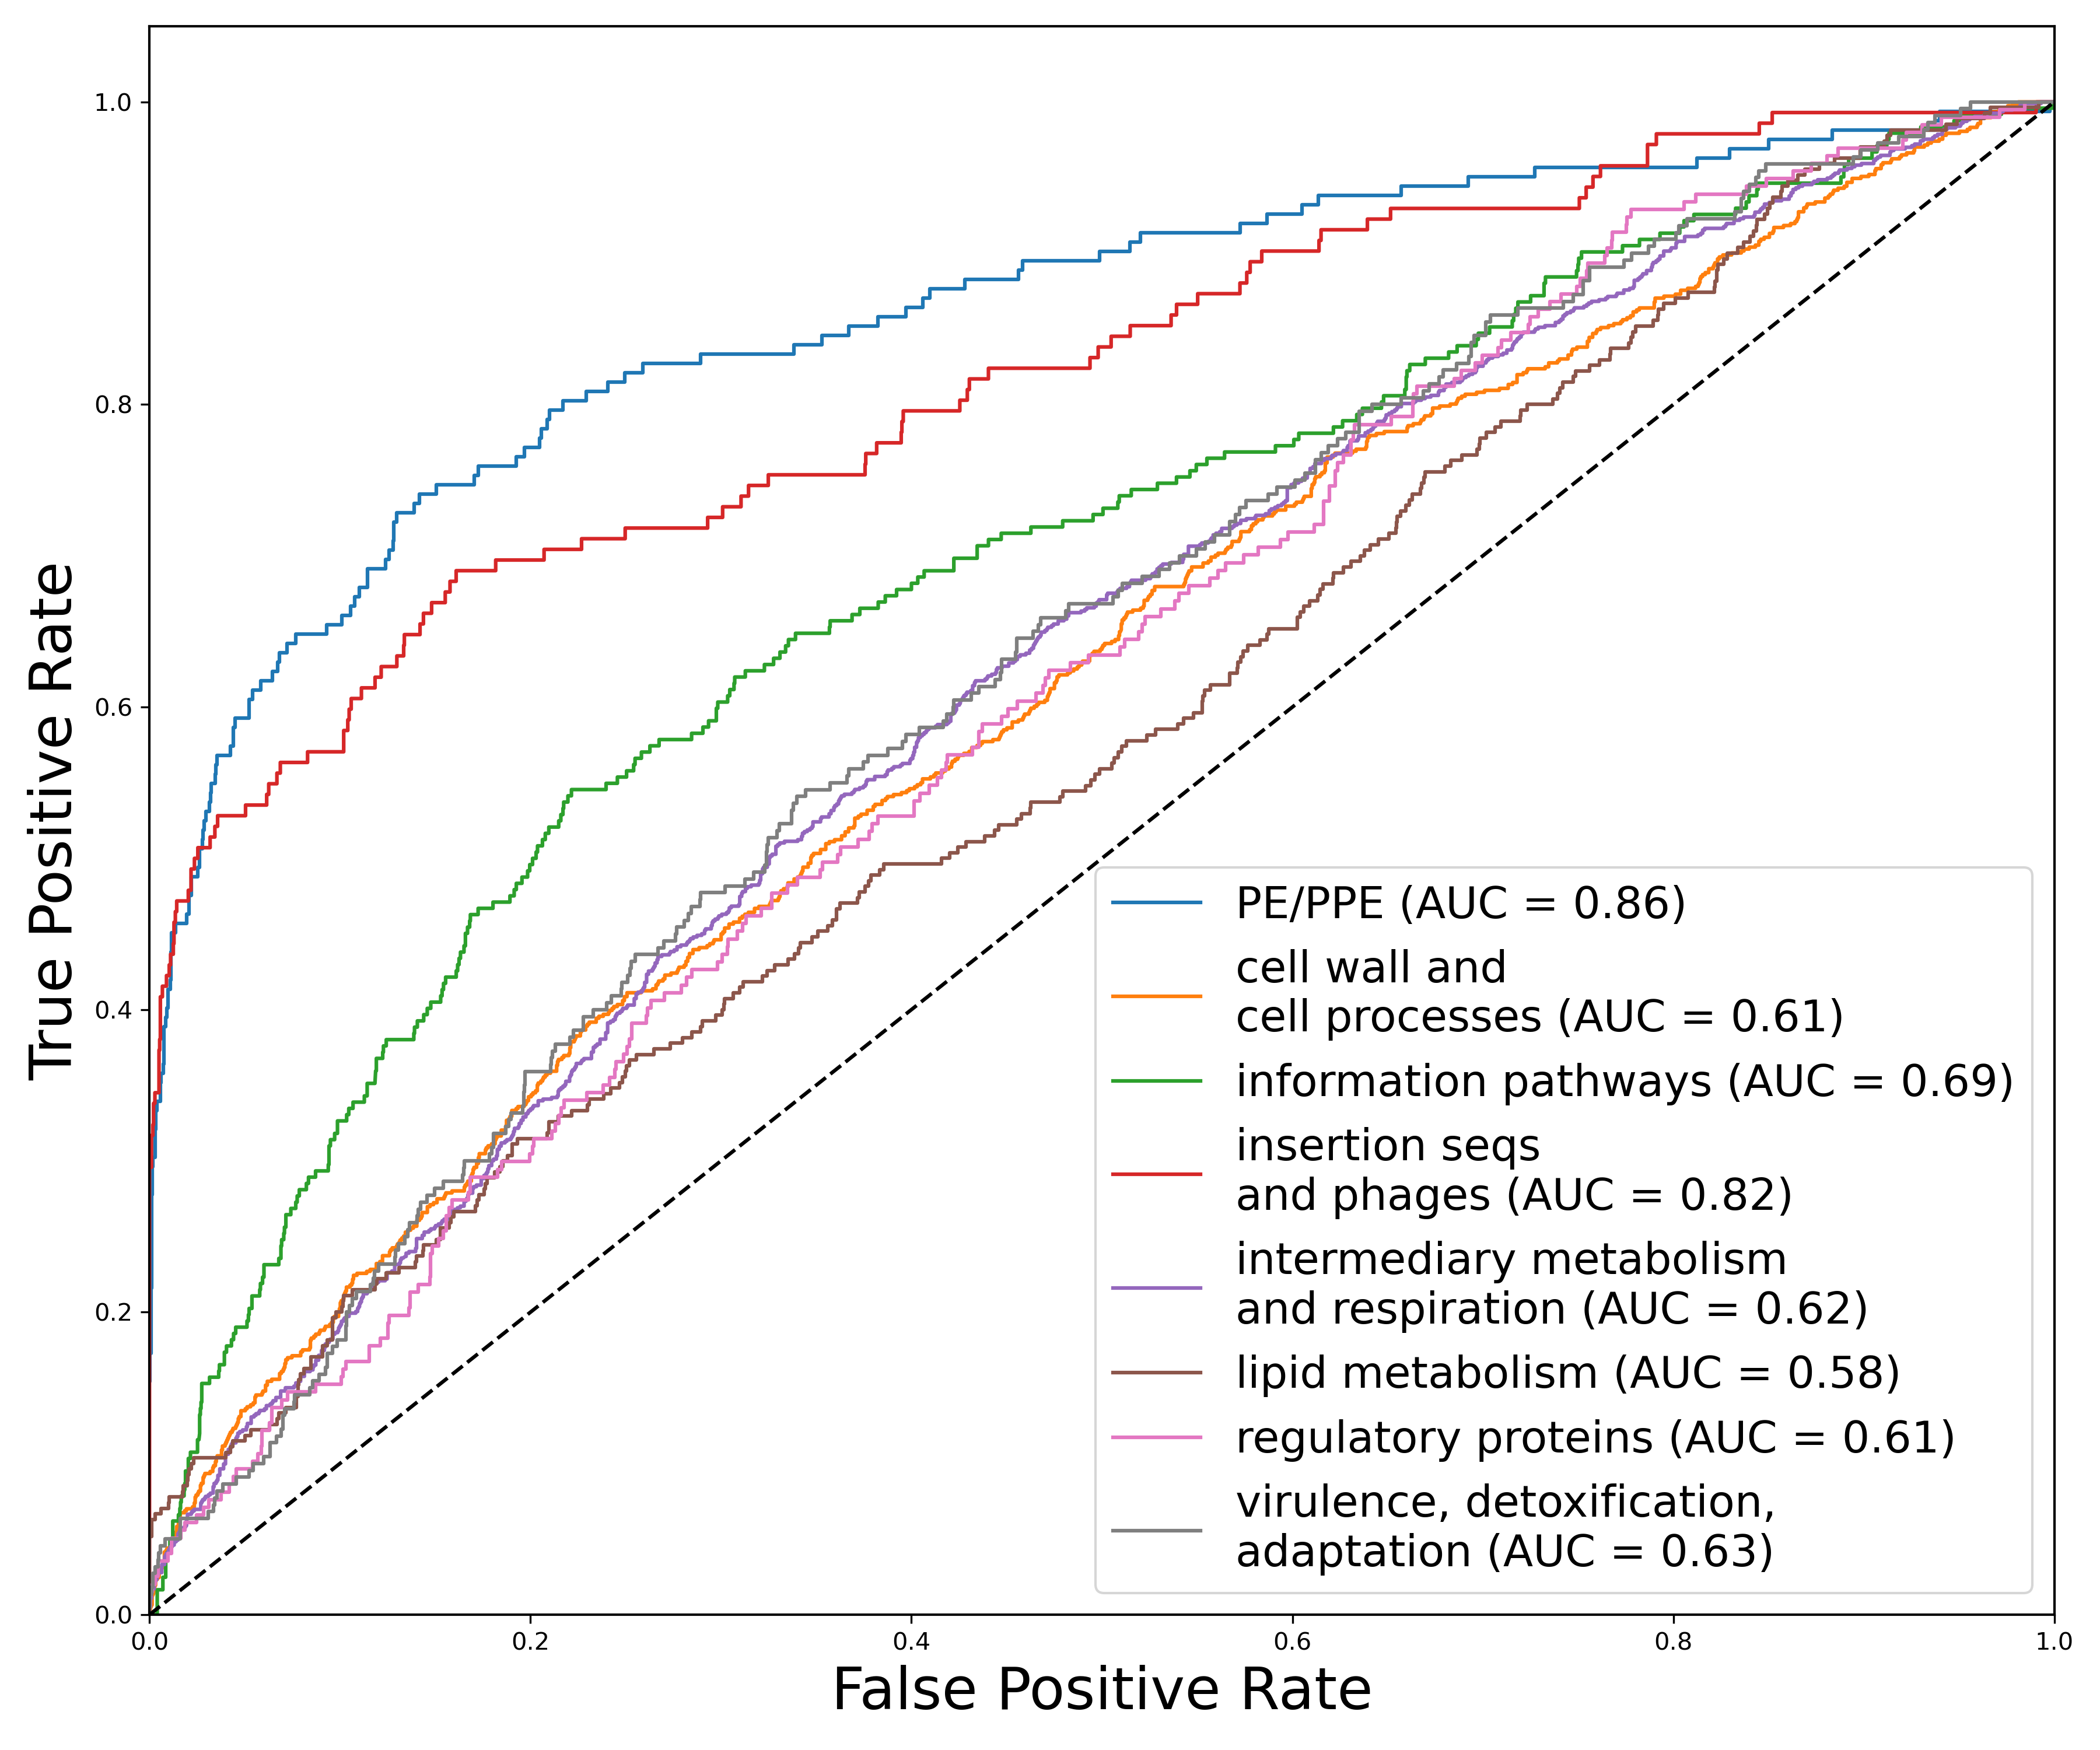 1.0
0.8
0.6
0.4
0.2
0.0
True Positive Rate
0.0 0.2 0.4 0.6 0.8 1.0
False Positive Rate
PE/PPE (AUC = 0.86)
cell wall and
cell processes (AUC = 0.61)
information pathways (AUC = 0.69)
insertion seqs
and phages (AUC = 0.82)
intermediary metabolism
and respiration (AUC = 0.62)
lipid metabolism (AUC = 0.58)
regulatory proteins (AUC = 0.61)
virulence, detoxification,
adaptation (AUC = 0.63)